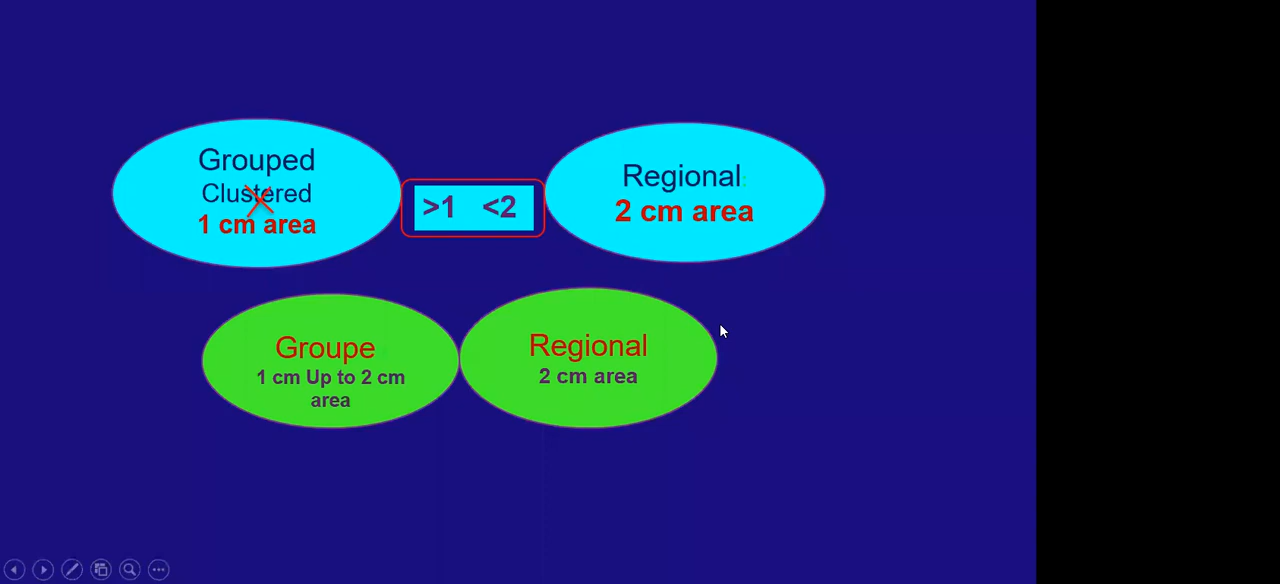 Grouped
Clustered
1 cm area
>1 <2
Regional:
2 cm area
Groupe
1 cm Up to 2 cm
area
Regional
2 cm area